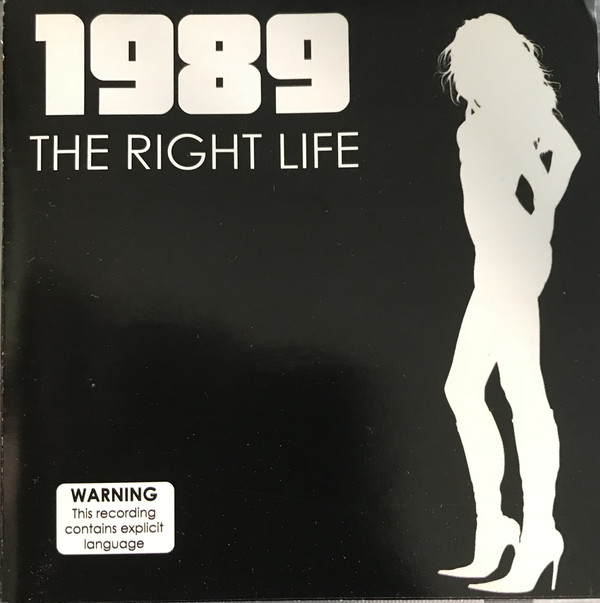 1989
THE RIGHT LIFE
WARNING
This recording
contains explicit
language